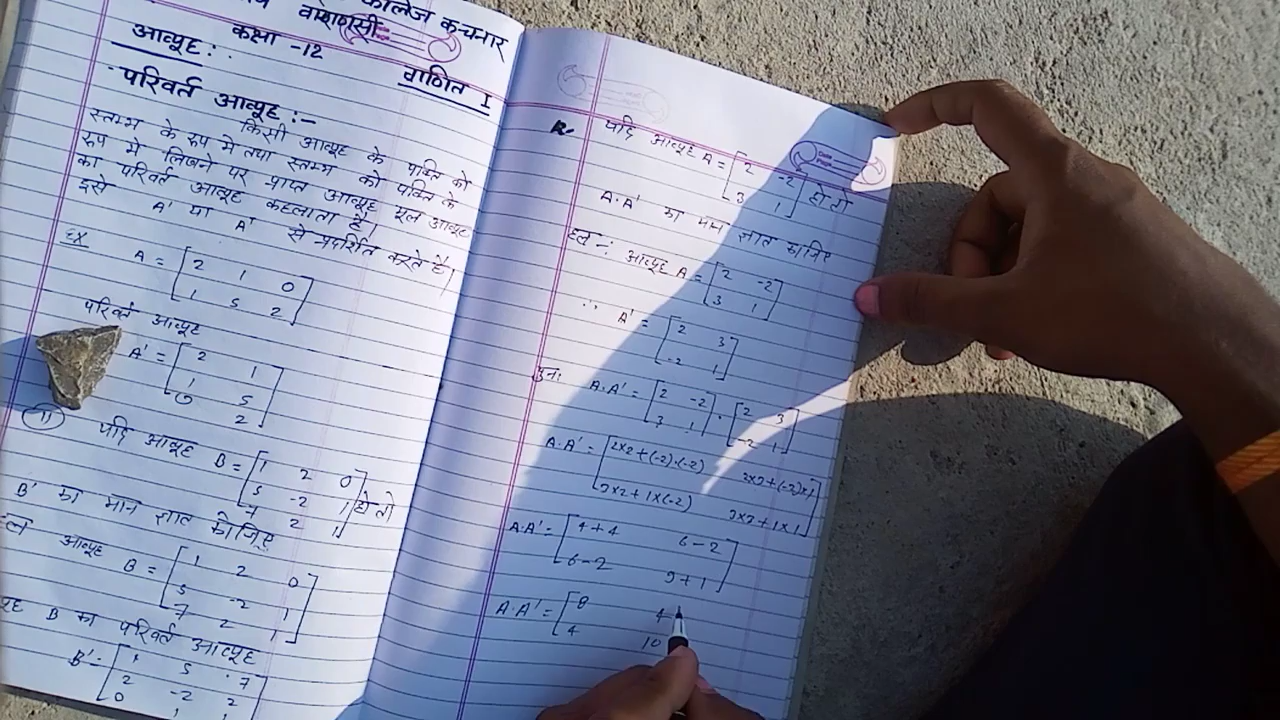 कालेज कचनार
वाराणसी
कक्षा -12
आव्यूह :
गणित I
परिवर्त आव्यूह :-
किसी आव्यूह के पंक्ति को
स्तम्भ के रूप मे तथा स्तम्भ को पंक्ति के
रूप मे लिखने पर प्राप्त आव्यूह मूल आव्यूह
का परिवर्त आव्यूह कहलाता है।
इसे A' या A^T से प्रदर्शित करते है।
Ex
A = [2 1 0
1 5 2]
परिवर्त आव्यूह
A' = [2 1
1 5
0 2]
(11) यदि आव्यूह B = [1 2 0
5 -2 1
7 2 1] हो तो
B' का मान ज्ञात कीजिए
हल आव्यूह B = [1 2 0
5 -2 1
7 2 1]
B का परिवर्त आव्यूह
B' = [1 5 7
2 -2 2
0 1 1
यदि आव्यूह A = [2 -2
3 1] हो तो
A.A' का मान ज्ञात कीजिए
हल :- आव्यूह A = [2 -2
3 1]
∴ A' = [2 3
-2 1]
पुनः A.A' = [2 -2
3 1] . [2 3
-2 1]
A.A' = [2×2+(-2).(-2) 2×3+(-2)×1
3×2+1×(-2) 3×3+1×1]
A.A' = [4+4 6-2
6-2 9+1]
A.A' = [8 4
4 10